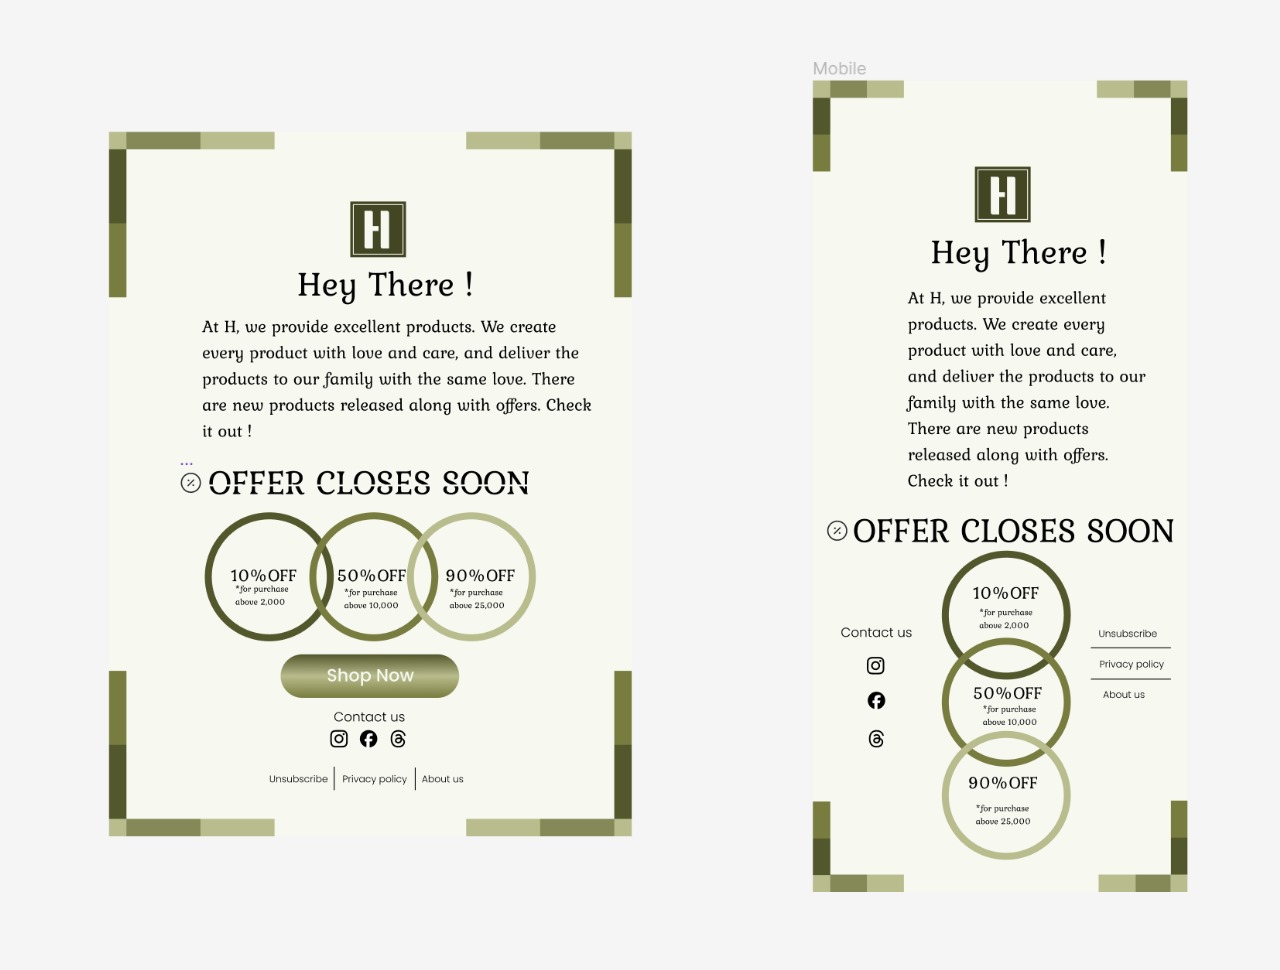 H
Hey There !
At H, we provide excellent products. We create
every product with love and care, and deliver the
products to our family with the same love. There
are new products released along with offers. Check
it out !
OFFER CLOSES SOON
10%OFF
*for purchase
above 2,000
50%OFF
*for purchase
above 10,000
90%OFF
*for purchase
above 25,000
Shop Now
Contact us
Unsubscribe
Privacy policy
About us
Mobile
H
Hey There !
At H, we provide excellent
products. We create every
product with love and care,
and deliver the products to our
family with the same love.
There are new products
released along with offers.
Check it out !
OFFER CLOSES SOON
10%OFF
*for purchase
above 2,000
50%OFF
*for purchase
above 10,000
90%OFF
*for purchase
above 25,000
Contact us
Unsubscribe
Privacy policy
About us